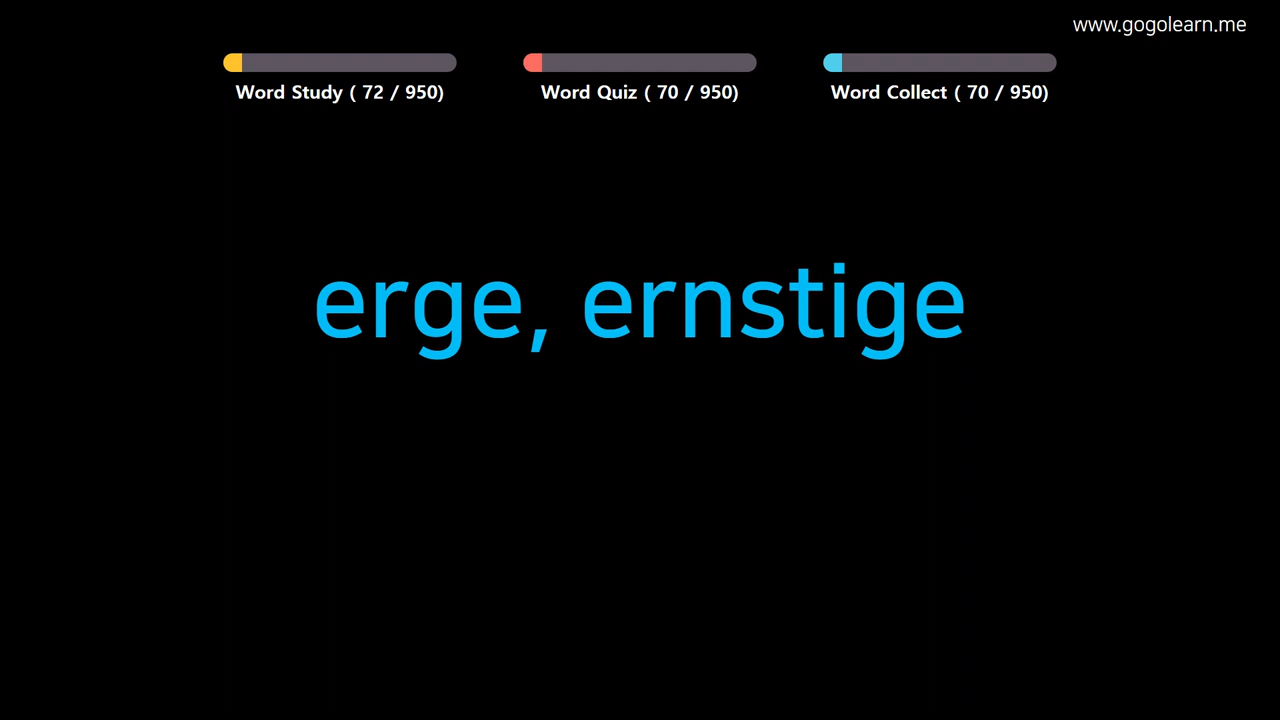 www.gogolearn.me
Word Study ( 72 / 950)
Word Quiz ( 70 / 950)
Word Collect ( 70 / 950)
erge, ernstige